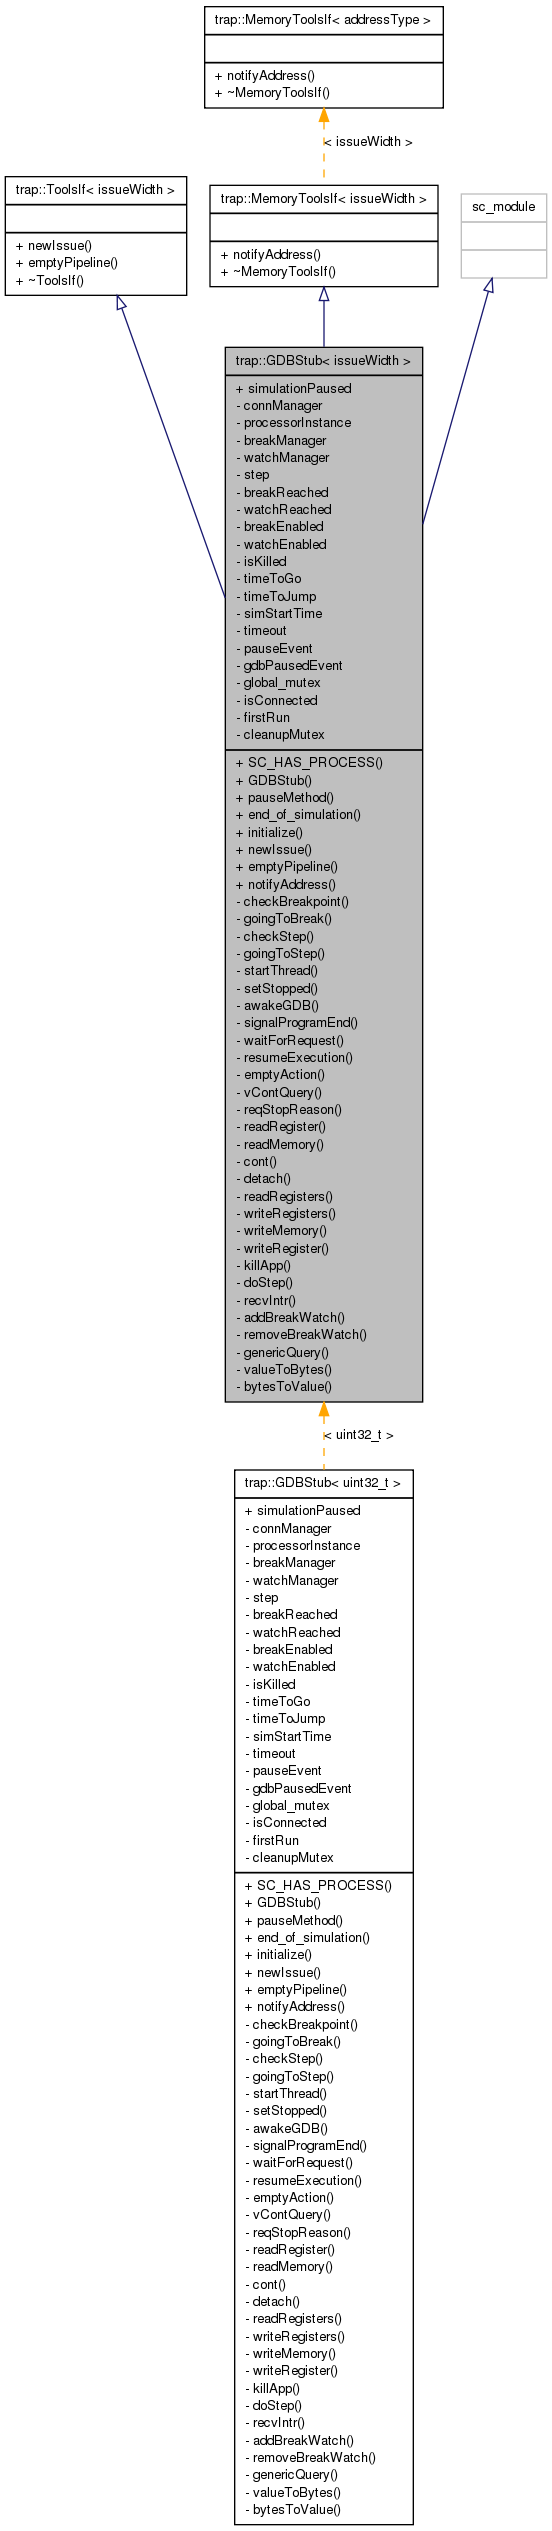 trap::MemoryToolsIf< addressType >
+ notifyAddress()
+ ~MemoryToolsIf()
< issueWidth >
trap::ToolsIf< issueWidth >
+ newIssue()
+ emptyPipeline()
+ ~ToolsIf()
trap::MemoryToolsIf< issueWidth >
+ notifyAddress()
+ ~MemoryToolsIf()
sc_module
trap::GDBStub< issueWidth >
+ simulationPaused
- connManager
- processorInstance
- breakManager
- watchManager
- step
- breakReached
- watchReached
- breakEnabled
- watchEnabled
- isKilled
- timeToGo
- timeToJump
- simStartTime
- timeout
- pauseEvent
- gdbPausedEvent
- global_mutex
- isConnected
- firstRun
- cleanupMutex
+ SC_HAS_PROCESS()
+ GDBStub()
+ pauseMethod()
+ end_of_simulation()
+ initialize()
+ newIssue()
+ emptyPipeline()
+ notifyAddress()
- checkBreakpoint()
- goingToBreak()
- checkStep()
- goingToStep()
- startThread()
- setStopped()
- awakeGDB()
- signalProgramEnd()
- waitForRequest()
- resumeExecution()
- emptyAction()
- vContQuery()
- reqStopReason()
- readRegister()
- readMemory()
- cont()
- detach()
- readRegisters()
- writeRegisters()
- writeMemory()
- writeRegister()
- killApp()
- doStep()
- recvIntr()
- addBreakWatch()
- removeBreakWatch()
- genericQuery()
- valueToBytes()
- bytesToValue()
< uint32_t >
trap::GDBStub< uint32_t >
+ simulationPaused
- connManager
- processorInstance
- breakManager
- watchManager
- step
- breakReached
- watchReached
- breakEnabled
- watchEnabled
- isKilled
- timeToGo
- timeToJump
- simStartTime
- timeout
- pauseEvent
- gdbPausedEvent
- global_mutex
- isConnected
- firstRun
- cleanupMutex
+ SC_HAS_PROCESS()
+ GDBStub()
+ pauseMethod()
+ end_of_simulation()
+ initialize()
+ newIssue()
+ emptyPipeline()
+ notifyAddress()
- checkBreakpoint()
- goingToBreak()
- checkStep()
- goingToStep()
- startThread()
- setStopped()
- awakeGDB()
- signalProgramEnd()
- waitForRequest()
- resumeExecution()
- emptyAction()
- vContQuery()
- reqStopReason()
- readRegister()
- readMemory()
- cont()
- detach()
- readRegisters()
- writeRegisters()
- writeMemory()
- writeRegister()
- killApp()
- doStep()
- recvIntr()
- addBreakWatch()
- removeBreakWatch()
- genericQuery()
- valueToBytes()
- bytesToValue()